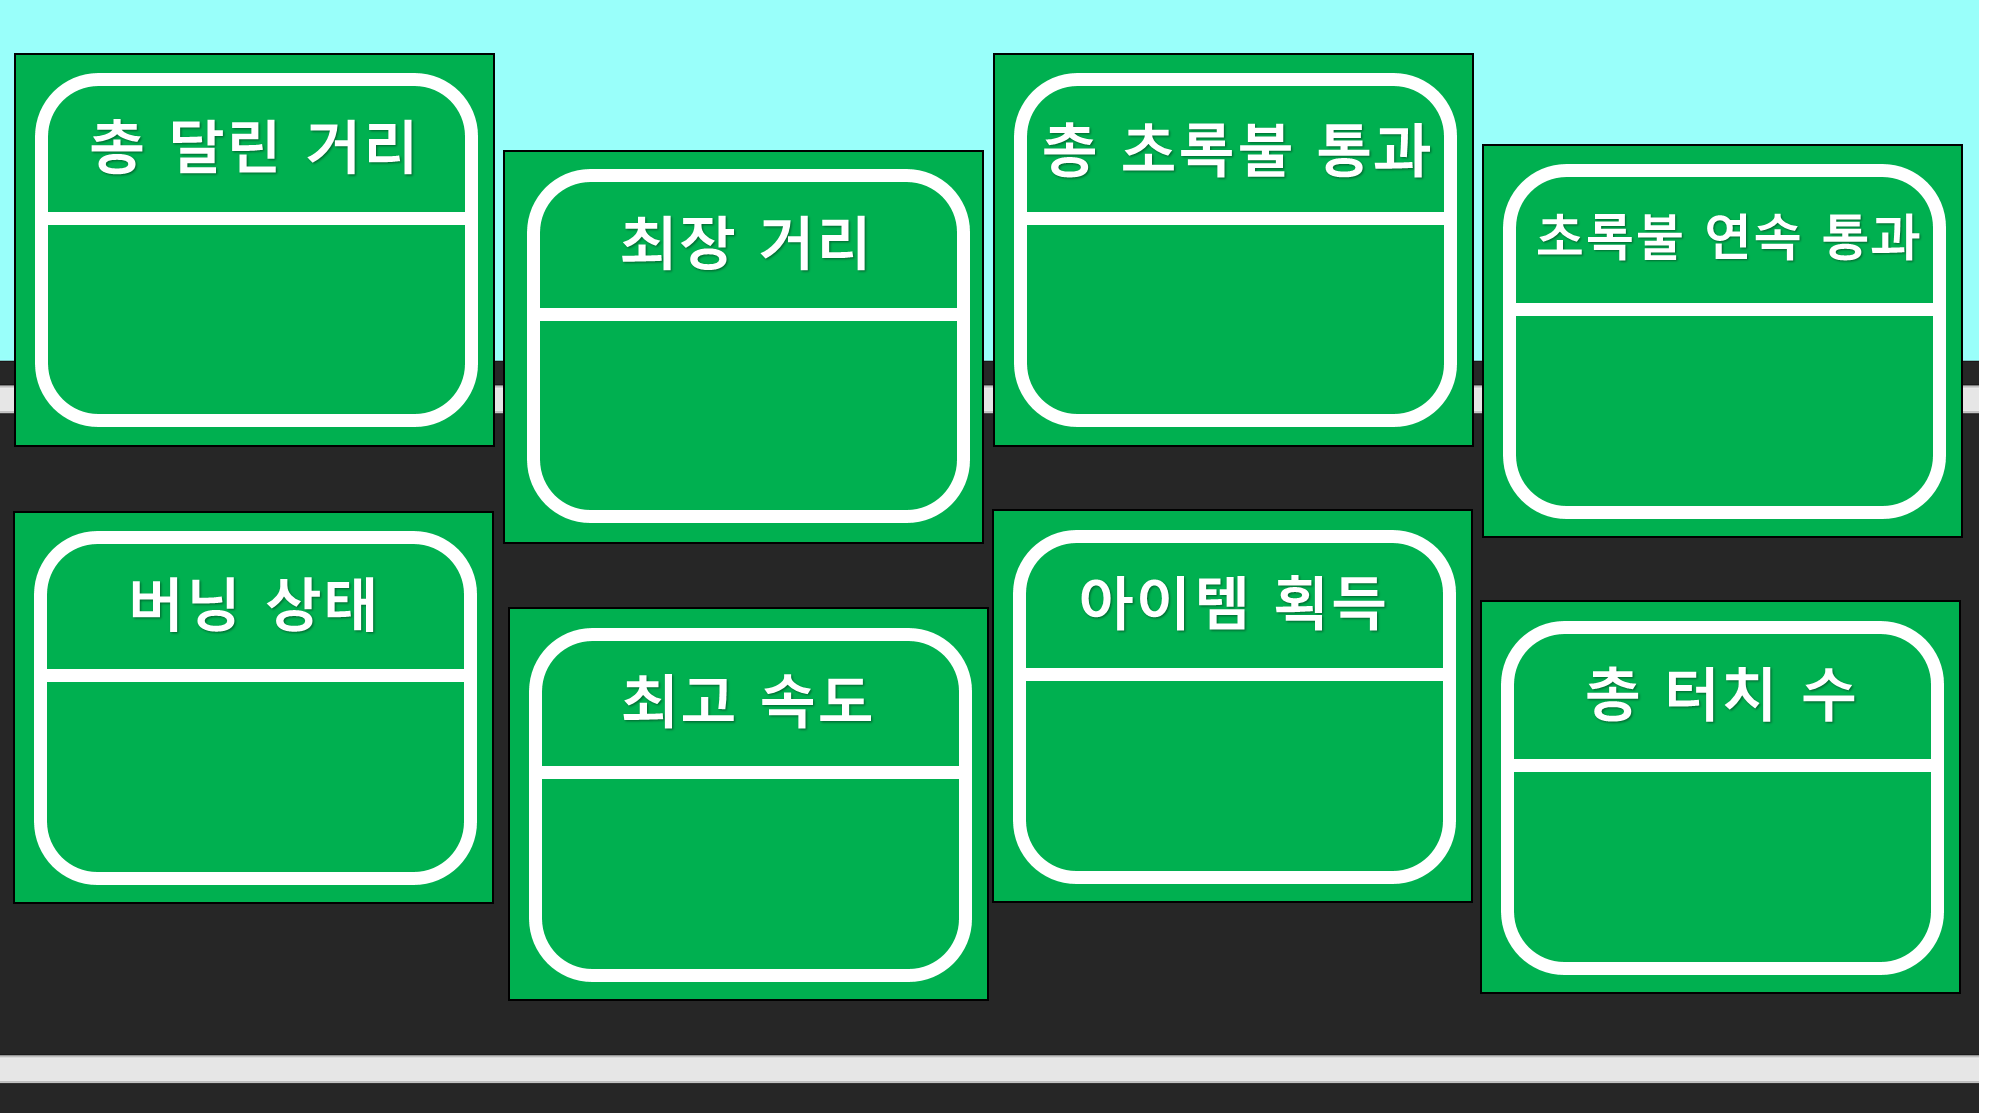 총 달린 거리
최장 거리
총 초록불 통과
초록불 연속 통과
버닝 상태
최고 속도
아이템 획득
총 터치 수